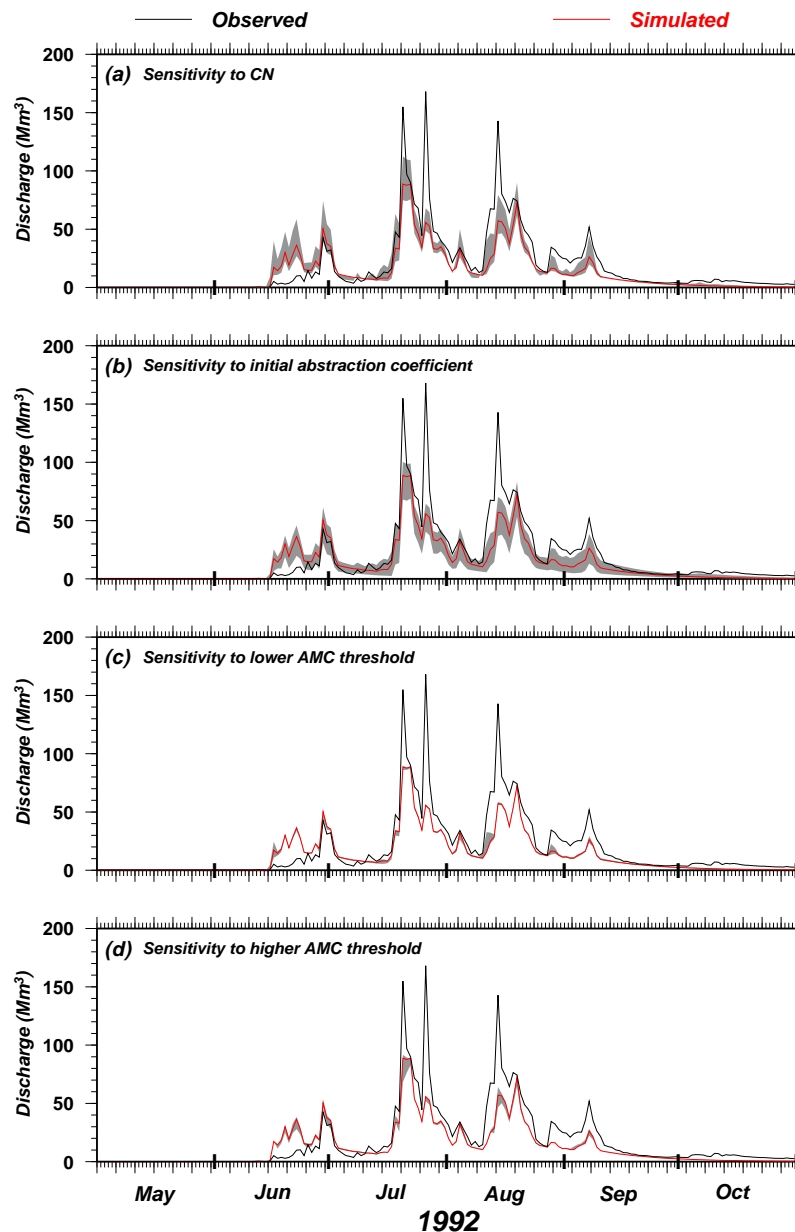 Observed Simulated
200
(a) Sensitivity to CN
150
100
50
0
Discharge (Mm³)
200
(b) Sensitivity to initial abstraction coefficient
150
100
50
0
Discharge (Mm³)
200
(c) Sensitivity to lower AMC threshold
150
100
50
0
Discharge (Mm³)
200
(d) Sensitivity to higher AMC threshold
150
100
50
0
Discharge (Mm³)
May Jun Jul Aug Sep Oct
1992